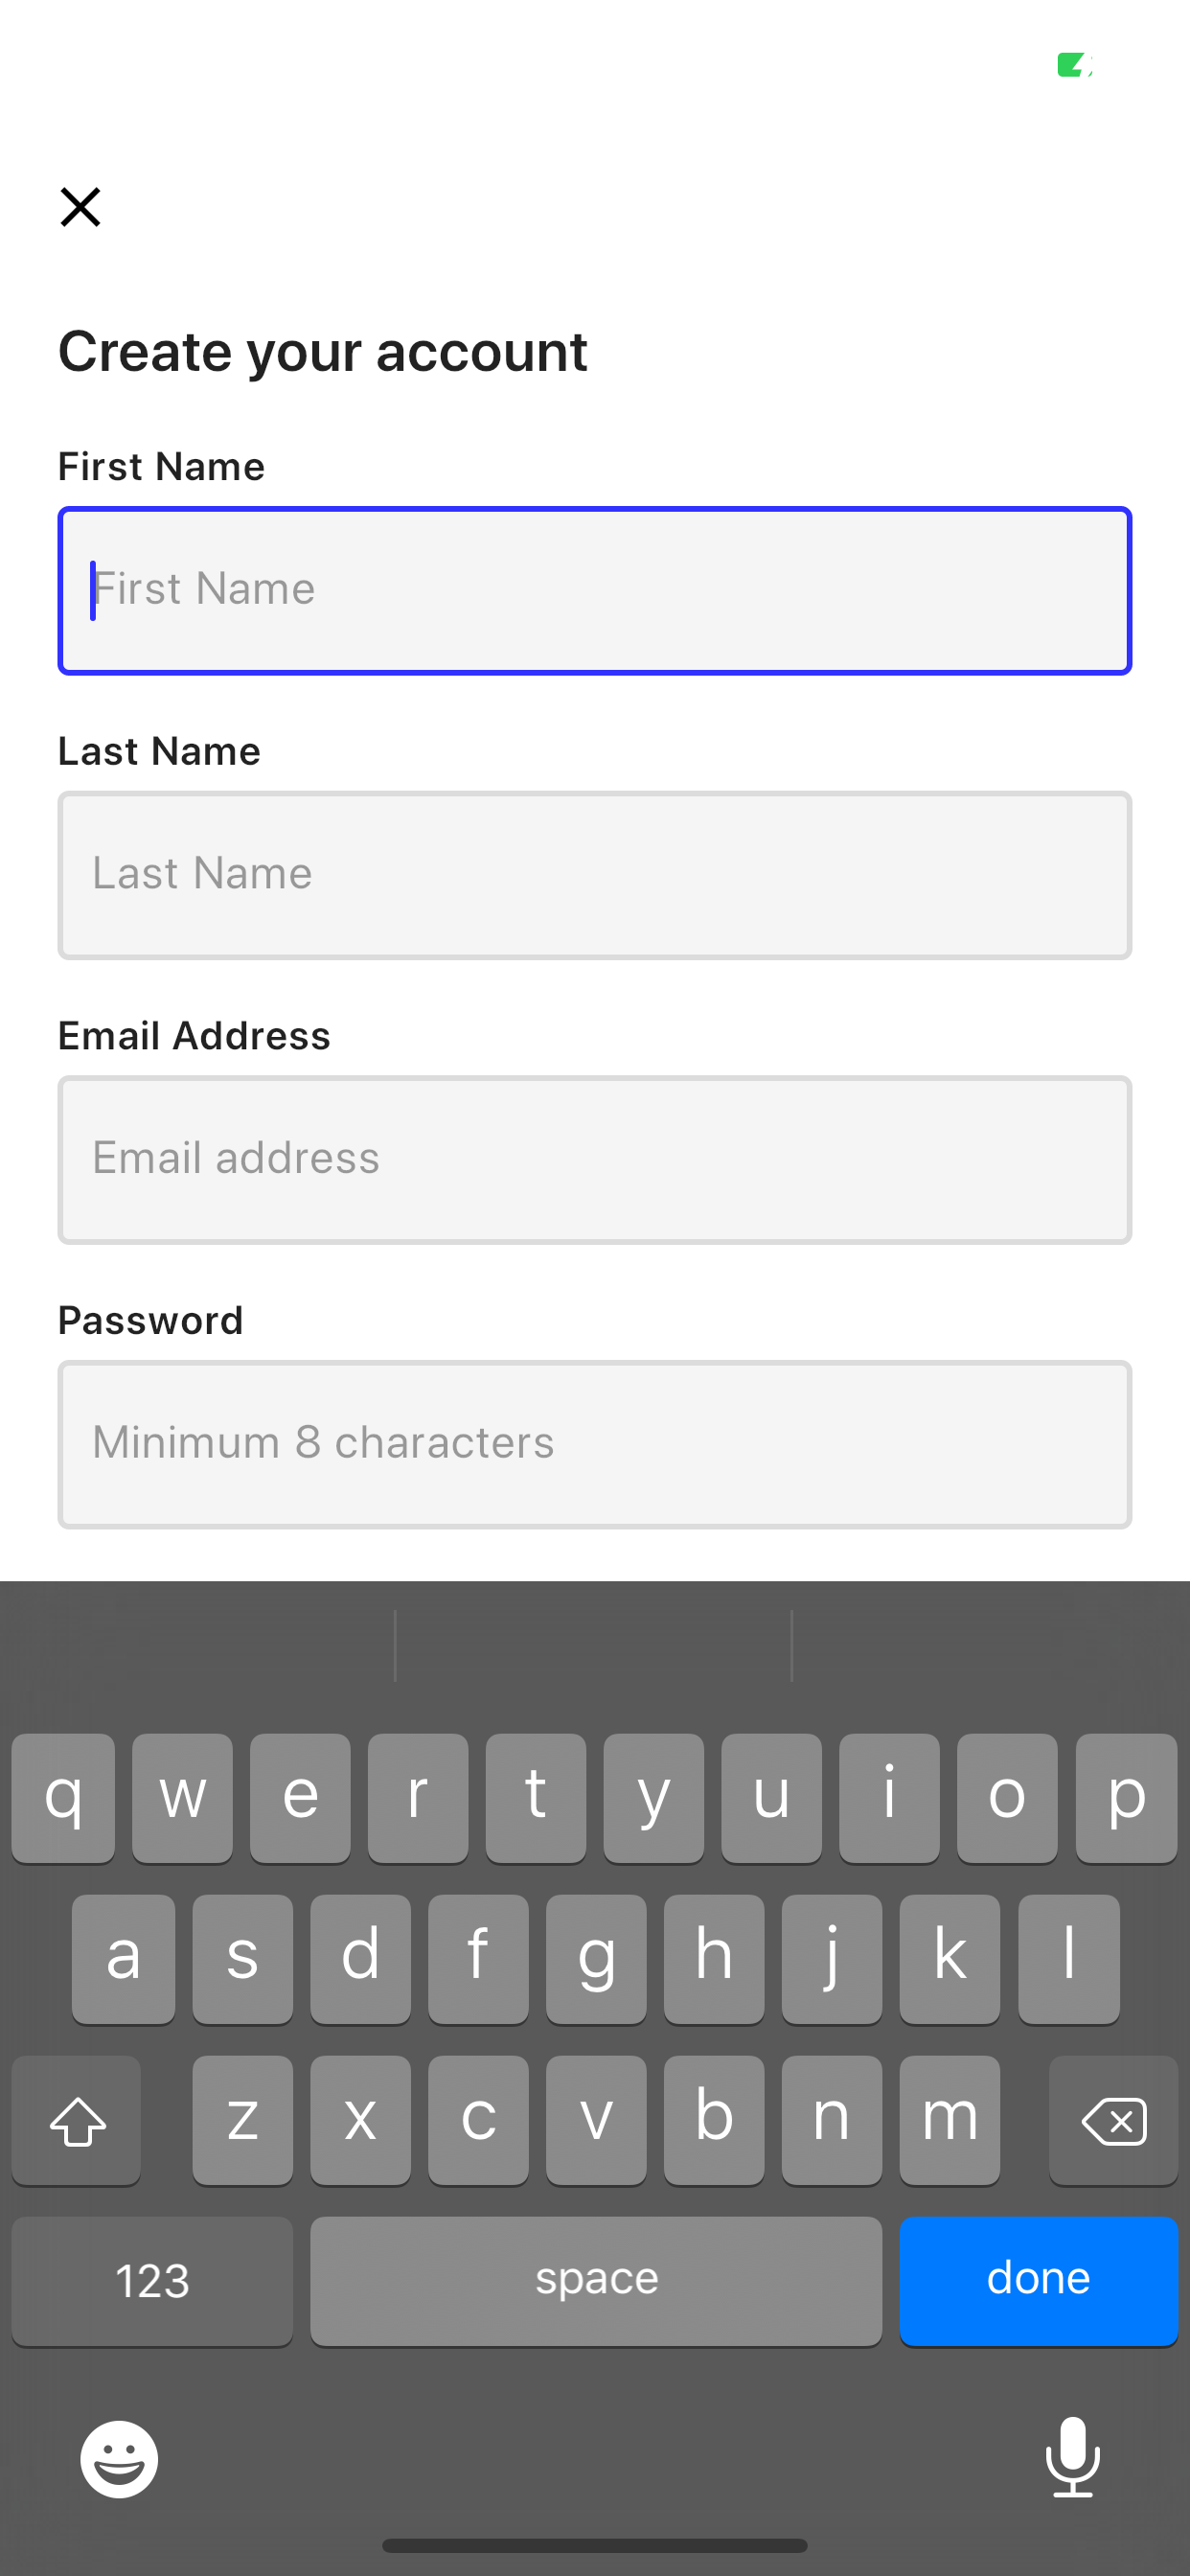 Create your account
First Name
First Name
Last Name
Last Name
Email Address
Email address
Password
Minimum 8 characters
q w e r t y u i o p
a s d f g h j k l
z x c v b n m
123 space done